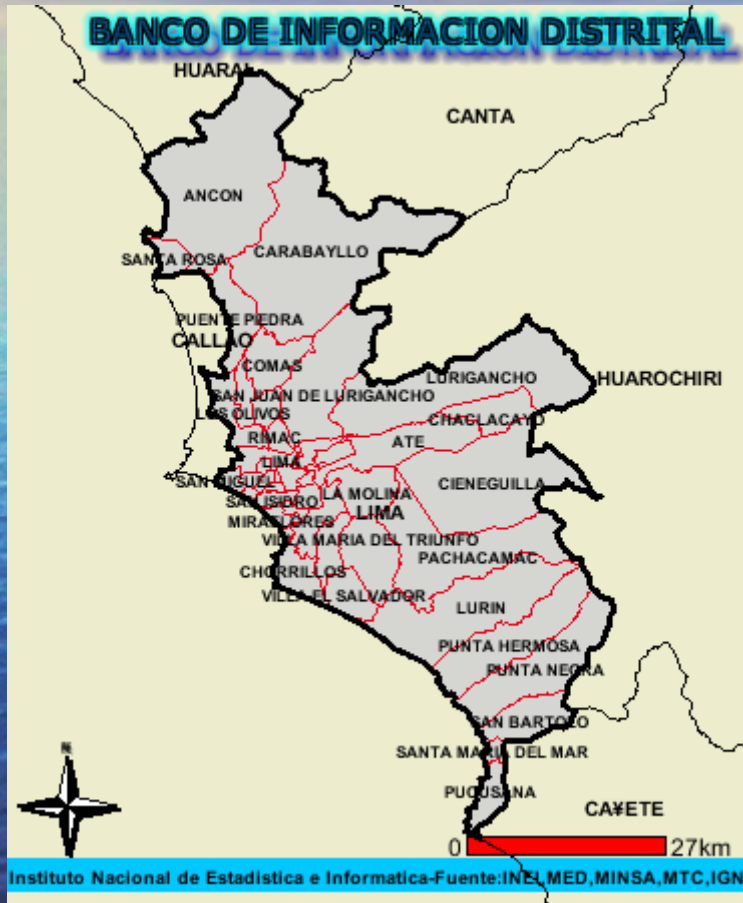 BANCO DE INFORMACION DISTRITAL
HUARAL
CANTA
ANCON
CARABAYLLO
SANTA ROSA
PUENTE PIEDRA
CALLAO
COMAS
LURIGANCHO
HUAROCHIRI
SAN JUAN DE LURIGANCHO
LOS OLIVOS
CHACLACAYO
RIMAC
ATE
LIMA
SAN MIGUEL
CIENEGUILLA
LA MOLINA
SAN ISIDRO
LIMA
MIRAFLORES
VILLA MARIA DEL TRIUNFO
PACHACAMAC
CHORRILLOS
VILLA EL SALVADOR
LURIN
PUNTA HERMOSA
PUNTA NEGRA
SAN BARTOLO
N
SANTA MARIA DEL MAR
PUCUSANA
CA¥ETE
0 27km
Instituto Nacional de Estadistica e Informatica-Fuente:INEI,MED,MINSA,MTC,IGN